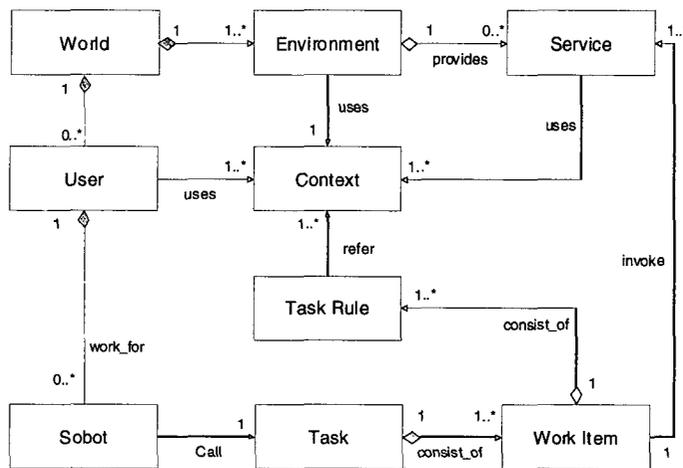 World
1
1..*
Environment
1
0..*
provides
Service
1..*
1
uses
1
uses
0..*
User
uses
1..*
Context
1..*
1
1..*
refer
invoke
Task Rule
1..*
consist_of
work_for
0..*
1
Sobot
1
Call
Task
1
1..*
consist_of
Work Item
1